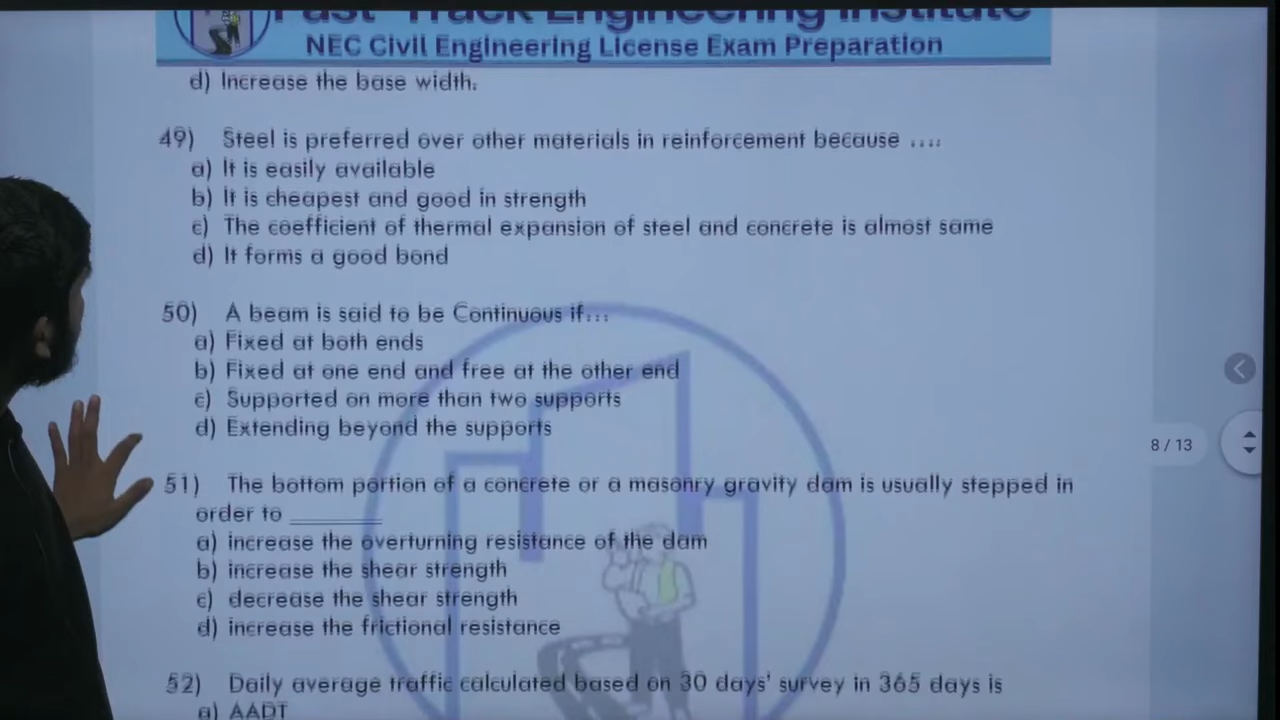 Fast Track Engineering Institute
NEC Civil Engineering License Exam Preparation
d) Increase the base width.
49) Steel is preferred over other materials in reinforcement because ....
a) It is easily available
b) It is cheapest and good in strength
c) The coefficient of thermal expansion of steel and concrete is almost same
d) It forms a good bond
50) A beam is said to be Continuous if...
a) Fixed at both ends
b) Fixed at one end and free at the other end
c) Supported on more than two supports
d) Extending beyond the supports
51) The bottom portion of a concrete or a masonry gravity dam is usually stepped in
order to ________
a) increase the overturning resistance of the dam
b) increase the shear strength
c) decrease the shear strength
d) increase the frictional resistance
8 / 13
52) Daily average traffic calculated based on 30 days' survey in 365 days is
a) AADT